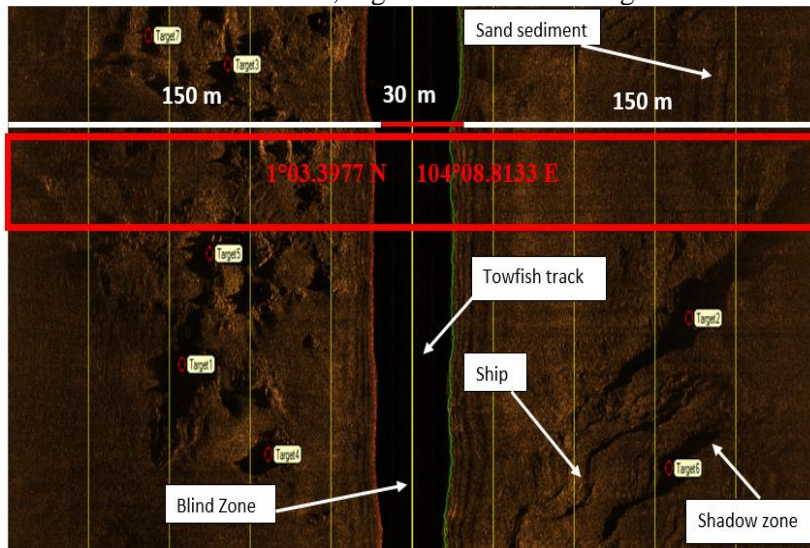 Sand sediment
Target7
Target3
150 m
30 m
150 m
1°03.3977 N 104°08.8133 E
Target5
Towfish track
Target2
Ship
Target1
Target4
Target6
Blind Zone
Shadow zone